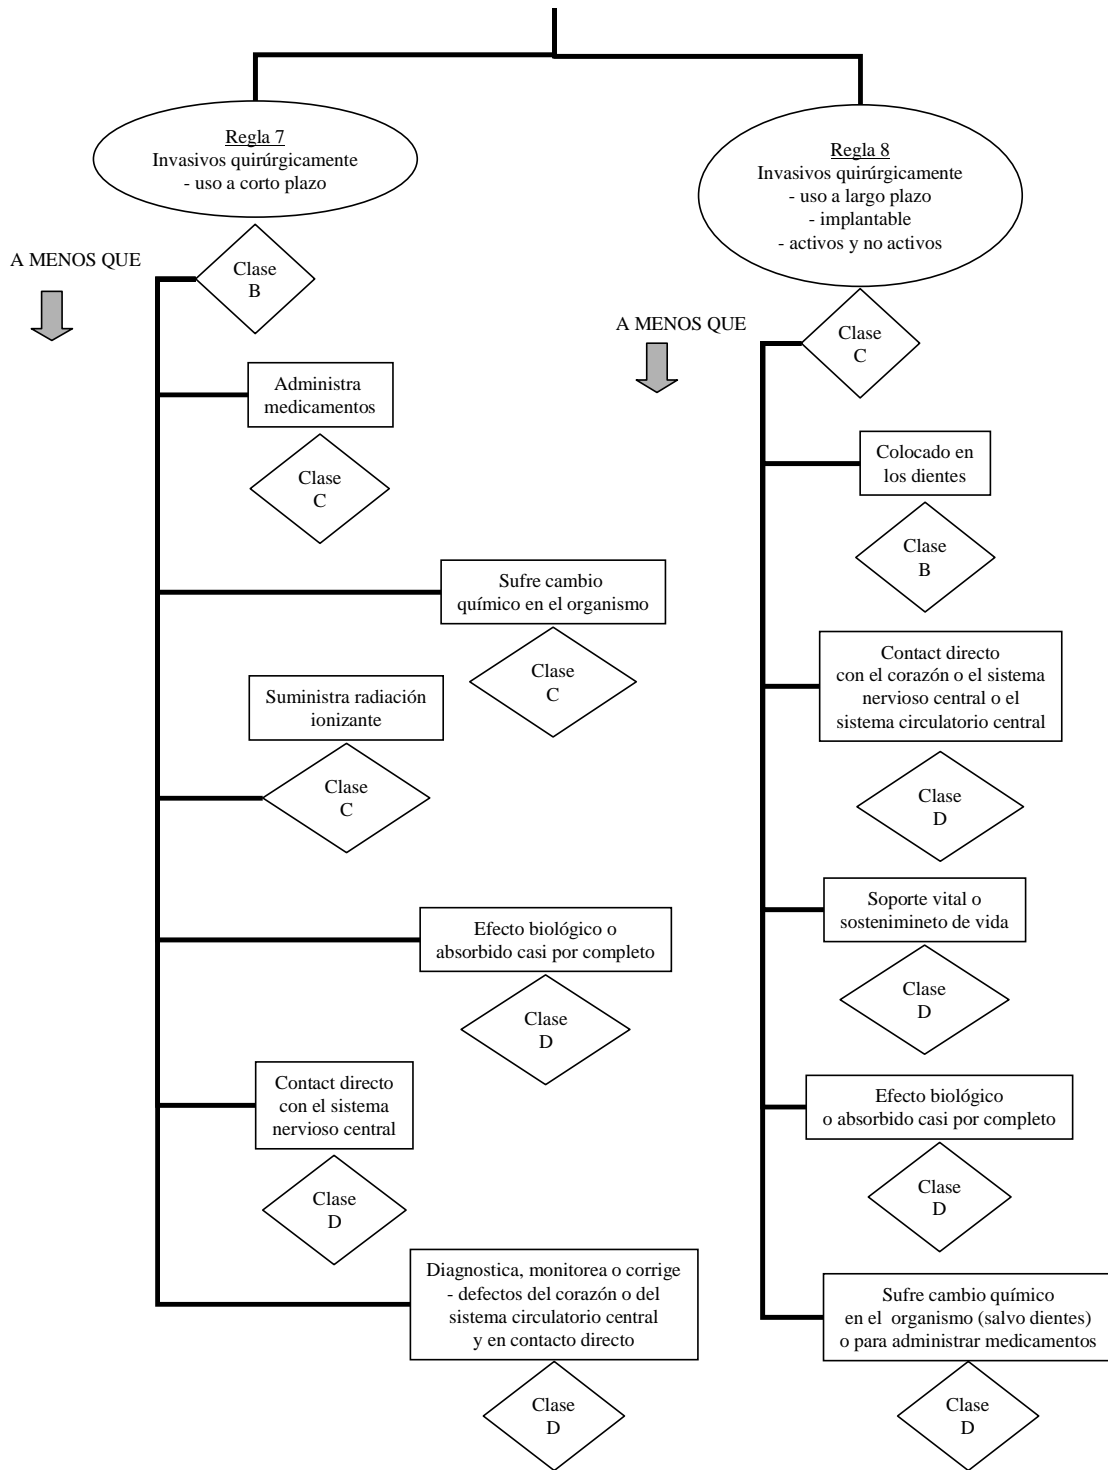 Regla 7
Invasivos quirúrgicamente
- uso a corto plazo
A MENOS QUE
Clase
B
Administra
medicamentos
Clase
C
Sufre cambio
químico en el organismo
Clase
C
Suministra radiación
ionizante
Clase
C
Efecto biológico o
absorbido casi por completo
Clase
D
Contact directo
con el sistema
nervioso central
Clase
D
Diagnostica, monitorea o corrige
- defectos del corazón o del
sistema circulatorio central
y en contacto directo
Clase
D
Regla 8
Invasivos quirúrgicamente
- uso a largo plazo
- implantable
- activos y no activos
A MENOS QUE
Clase
C
Colocado en
los dientes
Clase
B
Contact directo
con el corazón o el sistema
nervioso central o el
sistema circulatorio central
Clase
D
Soporte vital o
sostenimineto de vida
Clase
D
Efecto biológico
o absorbido casi por completo
Clase
D
Sufre cambio químico
en el organismo (salvo dientes)
o para administrar medicamentos
Clase
D